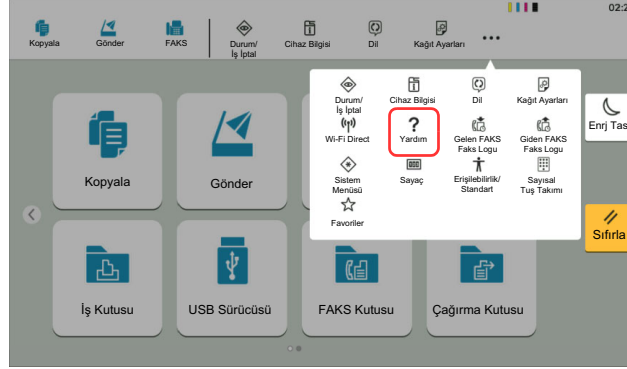 02:2
Kopyala
Gönder
FAKS
Durum/
İş İptal
Cihaz Bilgisi
Dil
Kağıt Ayarları
Durum/
İş İptal
Cihaz Bilgisi
Dil
Kağıt Ayarları
Wi-Fi Direct
?
Yardım
Gelen FAKS
Faks Logu
Giden FAKS
Faks Logu
Sistem
Menüsü
Sayaç
Erişilebilirlik/
Standart
Sayısal
Tuş Takımı
Favoriler
Enrj Tas
Sıfırla
Kopyala
Gönder
İş Kutusu
USB Sürücüsü
FAKS Kutusu
Çağırma Kutusu